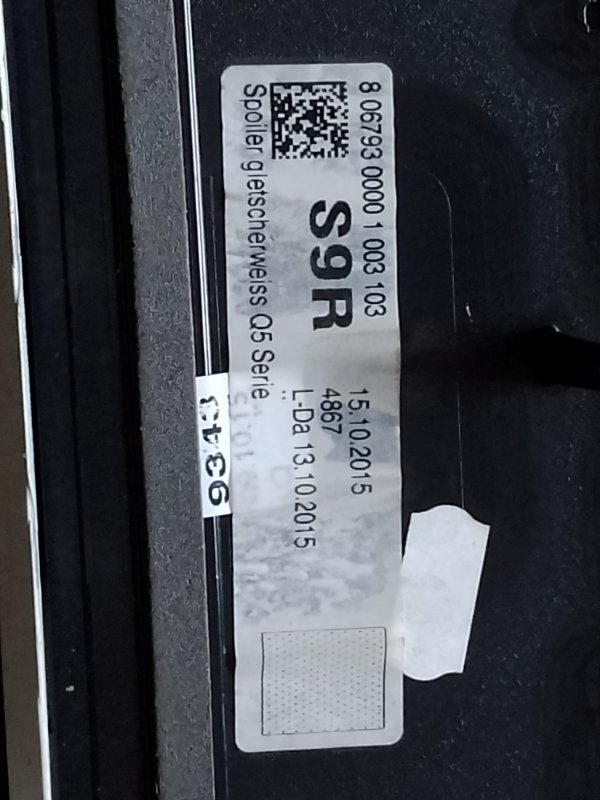 8 06793 0000 1 003 103
S9R
Spoiler gletscherweiss Q5 Serie
15.10.2015
4867
L-Da 13.10.2015
9343